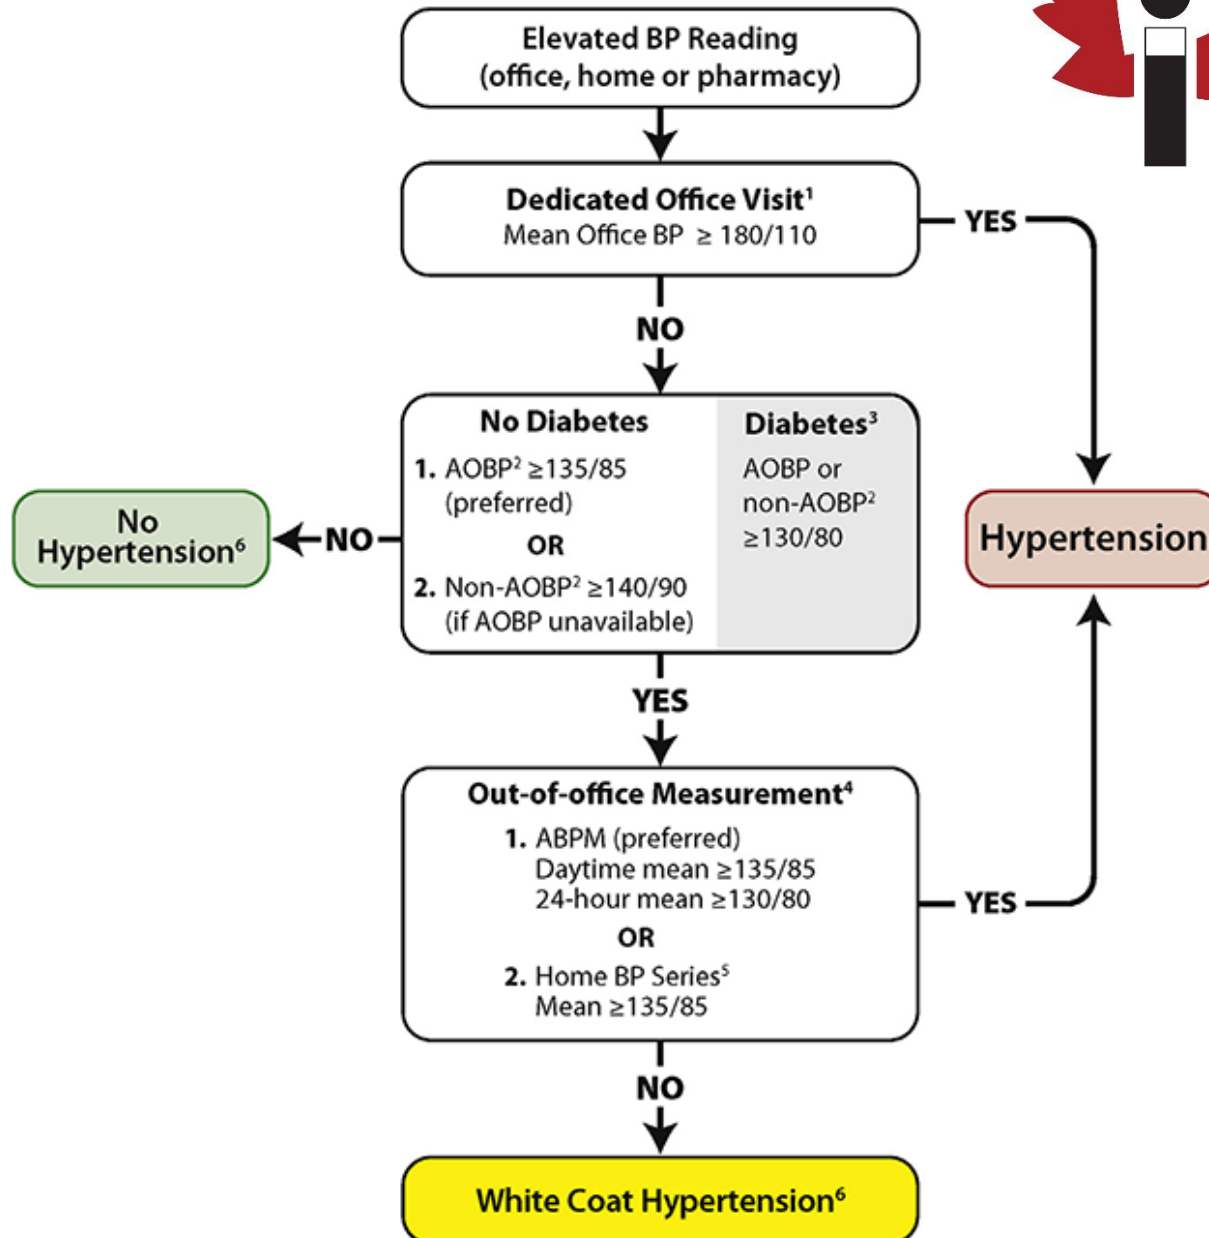 Elevated BP Reading
(office, home or pharmacy)
Dedicated Office Visit¹
Mean Office BP ≥ 180/110
YES
NO
No Diabetes
1. AOBP² ≥135/85
(preferred)
OR
2. Non-AOBP² ≥140/90
(if AOBP unavailable)
Diabetes³
AOBP or
non-AOBP²
≥130/80
NO
No
Hypertension⁶
Hypertension
YES
Out-of-office Measurement⁴
1. ABPM (preferred)
Daytime mean ≥135/85
24-hour mean ≥130/80
OR
2. Home BP Series⁵
Mean ≥135/85
YES
NO
White Coat Hypertension⁶